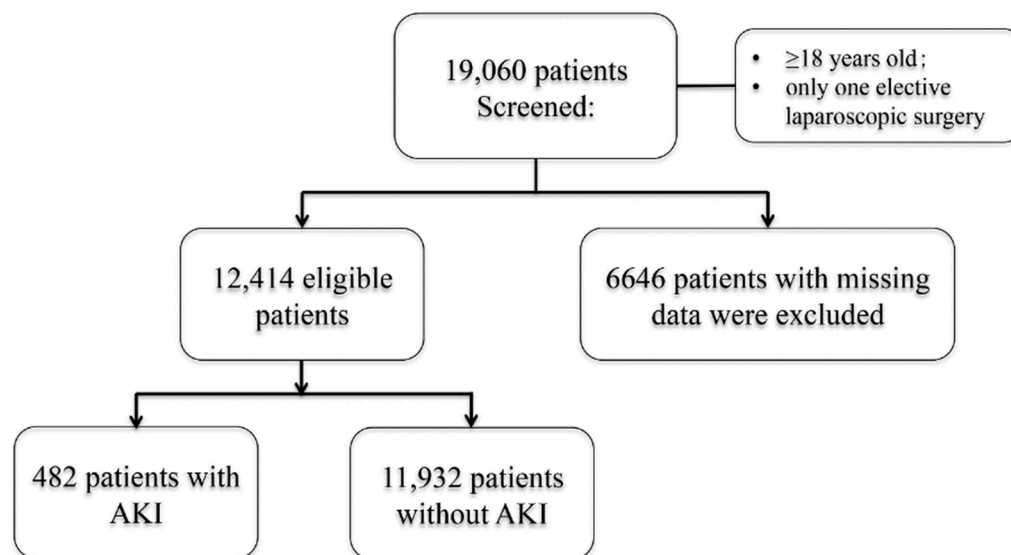 19,060 patients
Screened:
• ≥18 years old;
• only one elective
laparoscopic surgery
12,414 eligible
patients
6646 patients with missing
data were excluded
482 patients with
AKI
11,932 patients
without AKI